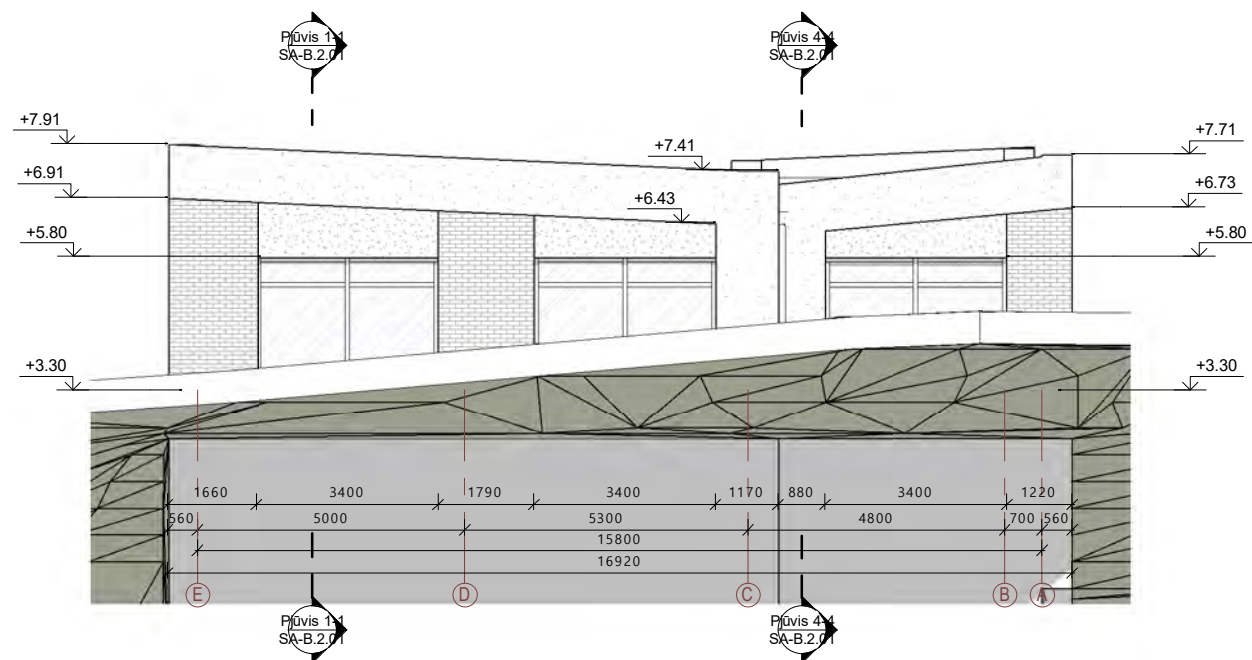 Pjūvis 1-1
SA-B.2.01
Pjūvis 4-4
SA-B.2.01
+7.91
+7.41
+7.71
+6.91
+6.43
+6.73
+5.80
+5.80
+3.30
+3.30
1660 3400 1790 3400 1170 880 3400 1220
560 5000 5300 4800 700 560
15800
16920
E D C B A
Pjūvis 1-1
SA-B.2.01
Pjūvis 4-4
SA-B.2.01